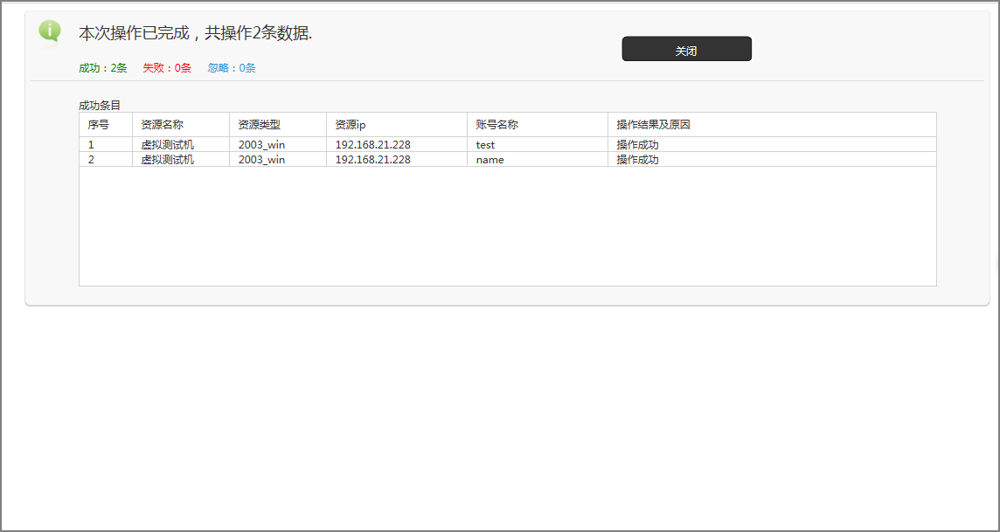 本次操作已完成，共操作2条数据.
关闭
成功：2条 失败：0条 忽略：0条
成功条目
序号 资源名称 资源类型 资源ip 账号名称 操作结果及原因
1 虚拟测试机 2003_win 192.168.21.228 test 操作成功
2 虚拟测试机 2003_win 192.168.21.228 name 操作成功